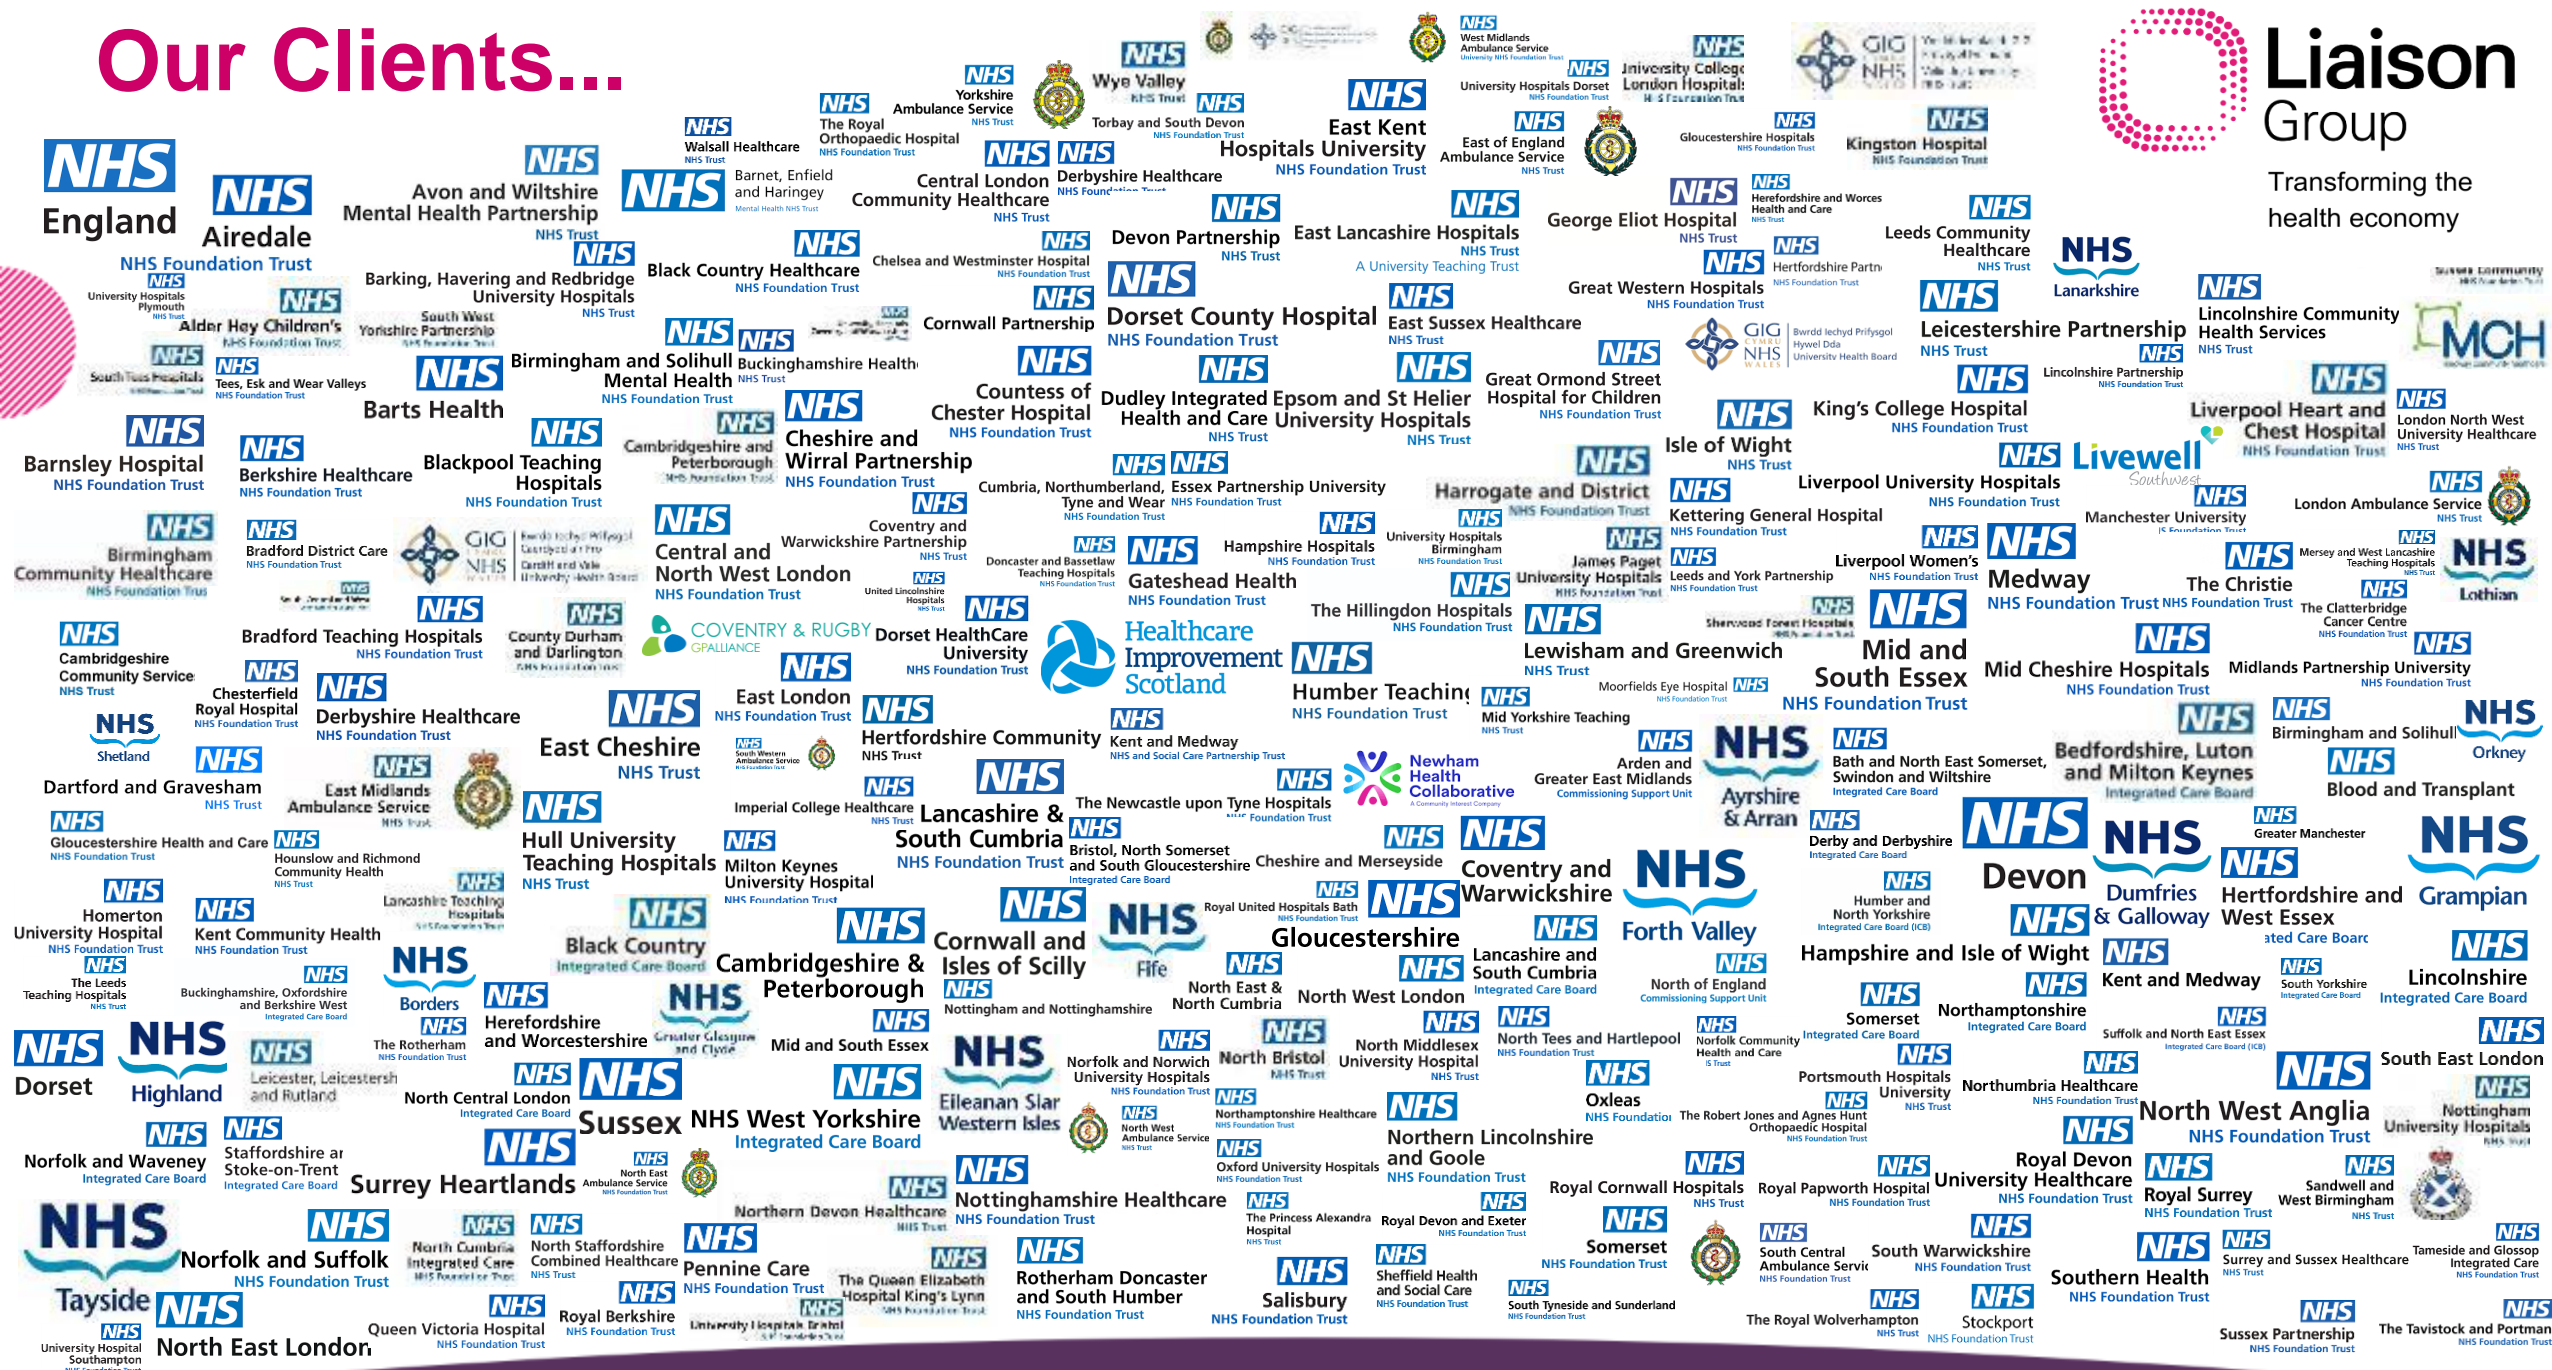 Our Clients...
Liaison
Group
Transforming the
health economy
NHS
England
NHS
Airedale
NHS Foundation Trust
NHS
Avon and Wiltshire
Mental Health Partnership
NHS Trust
NHS
Walsall Healthcare
NHS Trust
NHS
Barnet, Enfield
and Haringey
Mental Health NHS Trust
NHS
The Royal
Orthopaedic Hospital
NHS Foundation Trust
NHS
Yorkshire
Ambulance Service
NHS Trust
NHS
Wye Valley
NHS Trust
NHS
Torbay and South Devon
NHS Foundation Trust
NHS
East Kent
Hospitals University
NHS Foundation Trust
NHS
West Midlands
Ambulance Service
University NHS Foundation Trust
NHS
University Hospitals Dorset
NHS Foundation Trust
NHS
University College
London Hospitals
GIG
NHS
NHS
East of England
Ambulance Service
NHS Trust
NHS
Gloucestershire Hospitals
NHS Foundation Trust
NHS
Kingston Hospital
NHS Foundation Trust
NHS
Central London
Community Healthcare
NHS Trust
NHS
Derbyshire Healthcare
NHS Foundation Trust
NHS
Devon Partnership
NHS Trust
NHS
East Lancashire Hospitals
NHS Trust
A University Teaching Trust
NHS
George Eliot Hospital
NHS Trust
NHS
Herefordshire and Worces
Health and Care
NHS Trust
NHS
Leeds Community
Healthcare
NHS Trust
NHS
Lanarkshire
NHS
University Hospitals
Plymouth
NHS Trust
NHS
Alder Hey Children's
NHS Foundation Trust
NHS
Barking, Havering and Redbridge
University Hospitals
NHS Trust
South West
Yorkshire Partnership
NHS Foundation Trust
NHS
Black Country Healthcare
NHS Foundation Trust
NHS
Chelsea and Westminster Hospital
NHS Foundation Trust
NHS
Cornwall Partnership
NHS
Dorset County Hospital
NHS Foundation Trust
NHS
East Sussex Healthcare
NHS Trust
NHS
Great Western Hospitals
NHS Foundation Trust
NHS
Hertfordshire Partn
NHS Foundation Trust
GIG
CYMRU
NHS
WALES
Bwrdd Iechyd Prifysgol
Hywel Dda
University Health Board
NHS
Leicestershire Partnership
NHS Trust
NHS
Lincolnshire Community
Health Services
NHS Trust
Sussex Community
MCH
NHS
South Tees Hospitals
NHS
Tees, Esk and Wear Valleys
NHS Foundation Trust
NHS
Barts Health
NHS
Birmingham and Solihull
Mental Health
NHS Foundation Trust
NHS
Buckinghamshire Health
NHS Trust
NHS
Countess of
Chester Hospital
NHS Foundation Trust
NHS
Dudley Integrated
Health and Care
NHS Trust
NHS
Epsom and St Helier
University Hospitals
NHS Trust
NHS
Great Ormond Street
Hospital for Children
NHS Foundation Trust
NHS
Isle of Wight
NHS Trust
NHS
King's College Hospital
NHS Foundation Trust
NHS
Lincolnshire Partnership
NHS Foundation Trust
NHS
Liverpool Heart and
Chest Hospital
NHS Foundation Trust
NHS
London North West
University Healthcare
NHS Trust
NHS
Barnsley Hospital
NHS Foundation Trust
NHS
Berkshire Healthcare
NHS Foundation Trust
NHS
Blackpool Teaching
Hospitals
NHS Foundation Trust
NHS
Cambridgeshire and
Peterborough
NHS Foundation Trust
NHS
Cheshire and
Wirral Partnership
NHS Foundation Trust
NHS
Cumbria, Northumberland,
Tyne and Wear
NHS Foundation Trust
NHS
Essex Partnership University
NHS Foundation Trust
NHS
Harrogate and District
NHS Foundation Trust
NHS
Kettering General Hospital
NHS Foundation Trust
NHS
Liverpool University Hospitals
NHS Foundation Trust
Livewell
Southwest
NHS
Manchester University
NHS
London Ambulance Service
NHS Trust
NHS
Birmingham
Community Healthcare
NHS Foundation Trus
NHS
Bradford District Care
NHS Foundation Trust
GIG
NHS
Cardiff and Vale
University Health Board
NHS
Central and
North West London
NHS Foundation Trust
NHS
Coventry and
Warwickshire Partnership
NHS Trust
NHS
Doncaster and Bassetlaw
Teaching Hospitals
NHS Foundation Trust
NHS
Gateshead Health
NHS Foundation Trust
NHS
Hampshire Hospitals
NHS Foundation Trust
NHS
University Hospitals
Birmingham
NHS Foundation Trust
NHS
James Paget
University Hospitals
NHS Foundation Trust
NHS
Leeds and York Partnership
NHS Foundation Trust
NHS
Liverpool Women's
NHS Foundation Trust
NHS
Medway
NHS Foundation Trust
NHS
The Christie
NHS Foundation Trust
NHS
Mersey and West Lancashire
Teaching Hospitals
NHS Trust
NHS
Lothian
NHS
United Lincolnshire
Hospitals
NHS Trust
NHS
The Hillingdon Hospitals
NHS Foundation Trust
NHS
The Clatterbridge
Cancer Centre
NHS Foundation Trust
NHS
Cambridgeshire
Community Service
NHS Trust
NHS
Bradford Teaching Hospitals
NHS Foundation Trust
NHS
County Durham
and Darlington
NHS Foundation Trust
COVENTRY & RUGBY
GPALLIANCE
NHS
Dorset HealthCare
University
NHS Foundation Trust
Healthcare
Improvement
Scotland
NHS
Humber Teaching
NHS Foundation Trust
NHS
Lewisham and Greenwich
NHS Trust
NHS
Sherwood Forest Hospitals
NHS
Mid and
South Essex
NHS Foundation Trust
NHS
Mid Cheshire Hospitals
NHS Foundation Trust
NHS
Midlands Partnership University
NHS Foundation Trust
NHS
Chesterfield
Royal Hospital
NHS Foundation Trust
NHS
Derbyshire Healthcare
NHS Foundation Trust
NHS
East London
NHS Foundation Trust
NHS
Shetland
NHS
East Cheshire
NHS Trust
NHS
South Western
Ambulance Service
NHS Foundation Trust
NHS
Hertfordshire Community
NHS Trust
NHS
Kent and Medway
NHS and Social Care Partnership Trust
NHS
Mid Yorkshire Teaching
NHS Trust
Moorfields Eye Hospital NHS
NHS Foundation Trust
NHS
Arden and
Greater East Midlands
Commissioning Support Unit
NHS
Ayrshire
& Arran
NHS
Bath and North East Somerset,
Swindon and Wiltshire
Integrated Care Board
NHS
Bedfordshire, Luton
and Milton Keynes
Integrated Care Board
NHS
Birmingham and Solihull
NHS
Orkney
NHS
Blood and Transplant
NHS
Dartford and Gravesham
NHS Trust
NHS
East Midlands
Ambulance Service
NHS Trust
NHS
Hull University
Teaching Hospitals
NHS Trust
NHS
Imperial College Healthcare
NHS Trust
NHS
Lancashire &
South Cumbria
NHS Foundation Trust
NHS
The Newcastle upon Tyne Hospitals
NHS Foundation Trust
Newham
Health
Collaborative
A Community Interest Company
NHS
Gloucestershire Health and Care
NHS Foundation Trust
NHS
Hounslow and Richmond
Community Health
NHS Trust
NHS
Milton Keynes
University Hospital
NHS Foundation Trust
NHS
Bristol, North Somerset
and South Gloucestershire
Integrated Care Board
NHS
Cheshire and Merseyside
NHS
Coventry and
Warwickshire
NHS
Forth Valley
NHS
Derby and Derbyshire
Integrated Care Board
NHS
Devon
NHS
Dumfries
& Galloway
NHS
Greater Manchester
NHS
Hertfordshire and
West Essex
ated Care Boarc
NHS
Grampian
NHS
Homerton
University Hospital
NHS Foundation Trust
NHS
Kent Community Health
NHS Foundation Trust
NHS
Lancashire Teaching
Hospitals
NHS Foundation Trust
NHS
Black Country
Integrated Care Board
NHS
Cambridgeshire &
Peterborough
NHS
Cornwall and
Isles of Scilly
NHS
Fife
NHS
Royal United Hospitals Bath
NHS Foundation Trust
NHS
Gloucestershire
NHS
Lancashire and
South Cumbria
Integrated Care Board
NHS
Humber and
North Yorkshire
Integrated Care Board (ICB)
NHS
Hampshire and Isle of Wight
NHS
Kent and Medway
NHS
South Yorkshire
Integrated Care Board
NHS
Lincolnshire
Integrated Care Board
NHS
The Leeds
Teaching Hospitals
NHS Trust
NHS
Buckinghamshire, Oxfordshire
and Berkshire West
Integrated Care Board
NHS
Borders
NHS
Herefordshire
and Worcestershire
NHS
Greater Glasgow
and Clyde
NHS
Nottingham and Nottinghamshire
NHS
North East &
North Cumbria
NHS
North West London
NHS
North of England
Commissioning Support Unit
NHS
Somerset
Integrated Care Board
NHS
Northamptonshire
Integrated Care Board
NHS
Suffolk and North East Essex
Integrated Care Board (ICB)
NHS
South East London
NHS
Dorset
NHS
Highland
NHS
Leicester, Leicestersh
and Rutland
NHS
The Rotherham
NHS Foundation Trust
NHS
Mid and South Essex
NHS
Eileanan Siar
Western Isles
NHS
Norfolk and Norwich
University Hospitals
NHS Foundation Trust
NHS
North Bristol
NHS Trust
NHS
North Middlesex
University Hospital
NHS Trust
NHS
North Tees and Hartlepool
NHS Foundation Trust
NHS
Norfolk Community
Health and Care
IS Trust
NHS
Portsmouth Hospitals
University
NHS Trust
NHS
Northumbria Healthcare
NHS Foundation Trust
NHS
North West Anglia
NHS Foundation Trust
NHS
Nottingham
University Hospitals
NHS Trust
NHS
North Central London
Integrated Care Board
NHS
Sussex
NHS
NHS West Yorkshire
Integrated Care Board
NHS
North West
Ambulance Service
NHS Trust
NHS
Northamptonshire Healthcare
NHS Foundation Trust
NHS
Northern Lincolnshire
and Goole
NHS Foundation Trust
NHS
Oxleas
NHS Foundation
NHS
The Robert Jones and Agnes Hunt
Orthopaedic Hospital
NHS Foundation Trust
NHS
Norfolk and Waveney
Integrated Care Board
NHS
Staffordshire ar
Stoke-on-Trent
Integrated Care Board
NHS
Surrey Heartlands
NHS
North East
Ambulance Service
NHS Foundation Trust
NHS
Northern Devon Healthcare
NHS Trust
NHS
Nottinghamshire Healthcare
NHS Foundation Trust
NHS
Oxford University Hospitals
NHS Foundation Trust
NHS
The Princess Alexandra
Hospital
NHS Trust
NHS
Royal Devon and Exeter
NHS Foundation Trust
NHS
Royal Cornwall Hospitals
NHS Trust
NHS
Royal Papworth Hospital
NHS Foundation Trust
NHS
Royal Devon
University Healthcare
NHS Foundation Trust
NHS
Royal Surrey
NHS Foundation Trust
NHS
Sandwell and
West Birmingham
NHS Trust
NHS
Tayside
NHS
Norfolk and Suffolk
NHS Foundation Trust
NHS
North Cumbria
Integrated Care
NHS Foundation Trust
NHS
North Staffordshire
Combined Healthcare
NHS Trust
NHS
Pennine Care
NHS Foundation Trust
NHS
The Queen Elizabeth
Hospital King's Lynn
NHS Foundation Trust
NHS
Rotherham Doncaster
and South Humber
NHS Foundation Trust
NHS
Salisbury
NHS Foundation Trust
NHS
Sheffield Health
and Social Care
NHS Foundation Trust
NHS
Somerset
NHS Foundation Trust
NHS
South Central
Ambulance Servic
NHS Foundation Trust
NHS
South Warwickshire
NHS Foundation Trust
NHS
Southern Health
NHS Foundation Trust
NHS
Surrey and Sussex Healthcare
NHS Trust
NHS
Tameside and Glossop
Integrated Care
NHS Foundation Trust
NHS
University Hospital
Southampton
NHS
North East London
NHS
Queen Victoria Hospital
NHS Foundation Trust
NHS
Royal Berkshire
NHS Foundation Trust
NHS
University Hospitals Bristol
NHS
South Tyneside and Sunderland
NHS Foundation Trust
NHS
The Royal Wolverhampton
NHS Trust
NHS
Stockport
NHS Foundation Trust
NHS
Sussex Partnership
NHS Foundation Trust
NHS
The Tavistock and Portman
NHS Foundation Trust